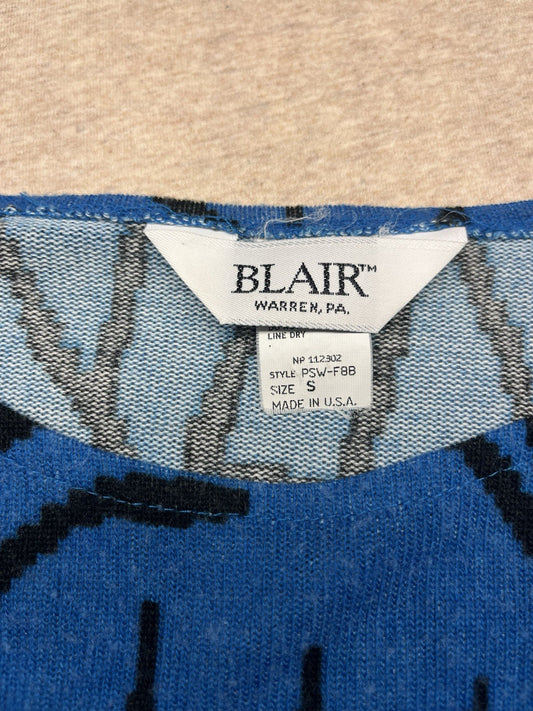 BLAIR™
WARREN, PA.
LINE DRY
NP 112302
STYLE PSW-F8B
SIZE S
MADE IN U.S.A.